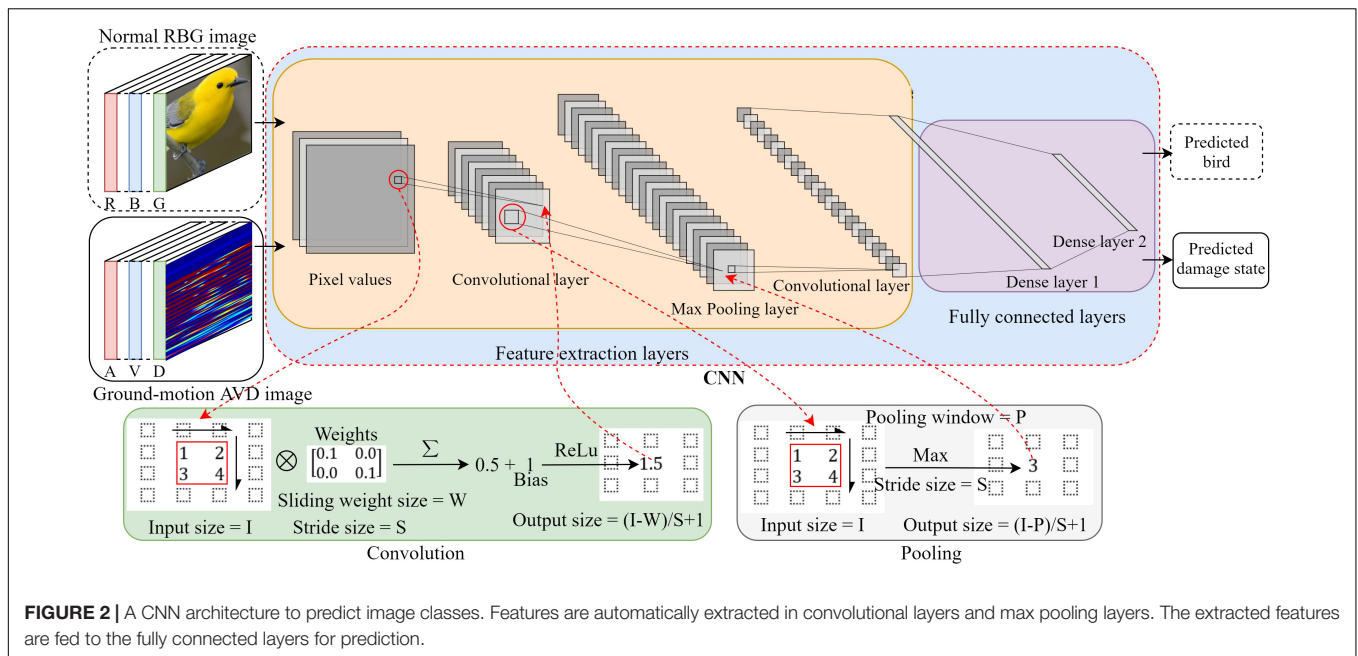 Normal RBG image
R B G
A V D
Ground-motion AVD image
Pixel values
Convolutional layer
Max Pooling layer
Convolutional layer
Dense layer 1
Dense layer 2
Feature extraction layers
Fully connected layers
CNN
Predicted
bird
Predicted
damage state
1 2
3 4
Input size = I
Weights
0.1 0.0
0.0 0.1
Sliding weight size = W
Stride size = S
∑
0.5 + 1
Bias
ReLu
1.5
Output size = (I-W)/S+1
Convolution
Pooling window = P
1 2
3 4
Input size = I
Max
Stride size = S
3
Output size = (I-P)/S+1
Pooling
FIGURE 2 | A CNN architecture to predict image classes. Features are automatically extracted in convolutional layers and max pooling layers. The extracted features
are fed to the fully connected layers for prediction.